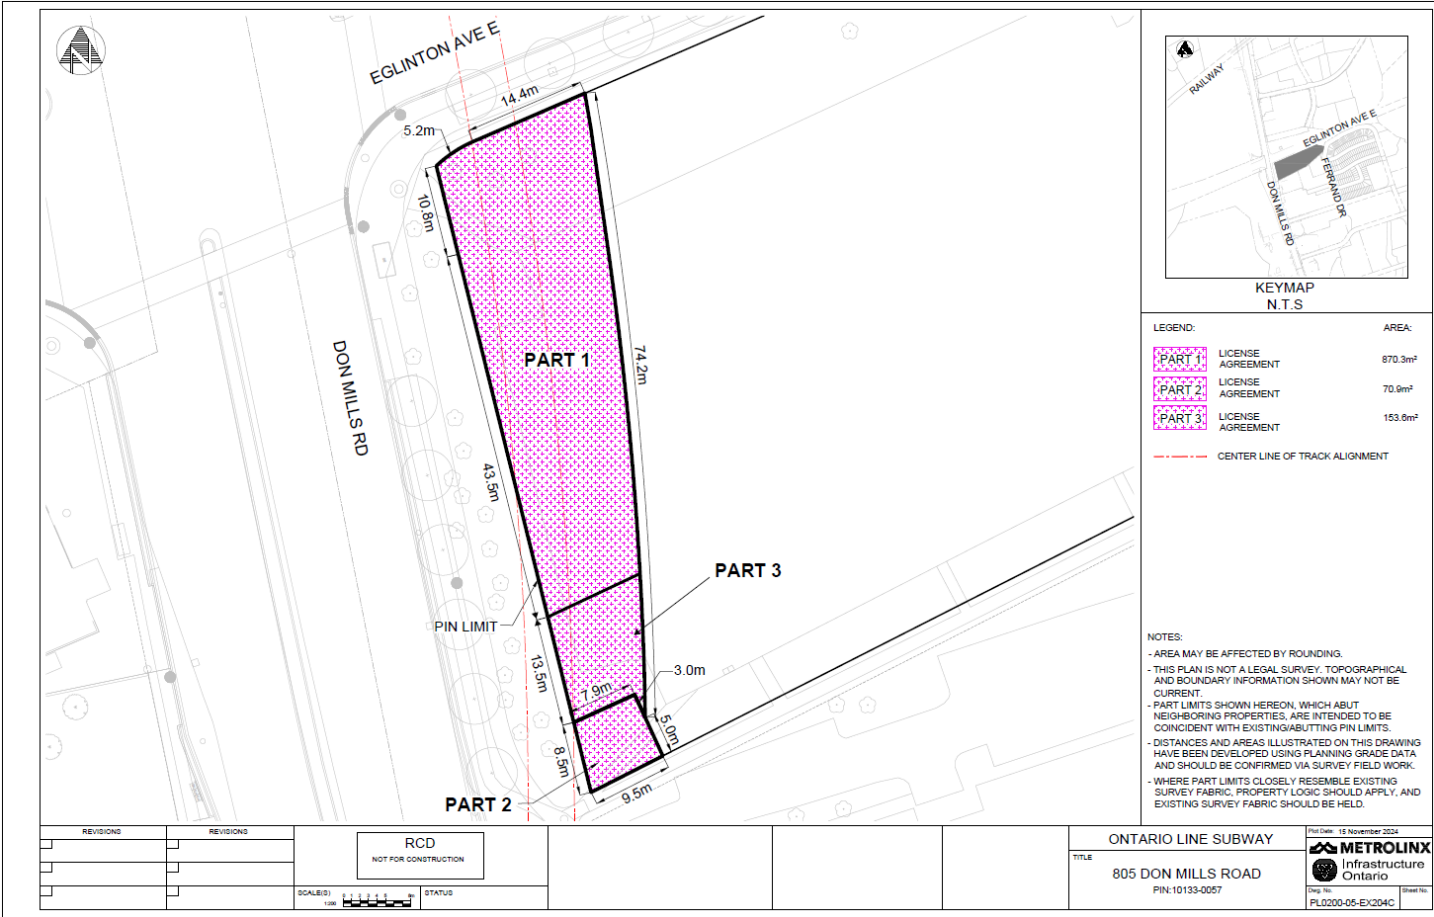 EGLINTON AVE E
14.4m
5.2m
10.8m
PART 1
74.2m
DON MILLS RD
43.5m
PART 3
PIN LIMIT
13.5m
3.0m
7.9m
5.0m
8.5m
PART 2
9.5m
N
RAILWAY
EGLINTON AVE E
FERRAND DR
DON MILLS RD
KEYMAP
N.T.S
LEGEND: AREA:
PART 1 LICENSE AGREEMENT 870.3m²
PART 2 LICENSE AGREEMENT 70.9m²
PART 3 LICENSE AGREEMENT 153.6m²
CENTER LINE OF TRACK ALIGNMENT
NOTES:
- AREA MAY BE AFFECTED BY ROUNDING.
- THIS PLAN IS NOT A LEGAL SURVEY. TOPOGRAPHICAL
AND BOUNDARY INFORMATION SHOWN MAY NOT BE
CURRENT.
- PART LIMITS SHOWN HEREON, WHICH ABUT
NEIGHBORING PROPERTIES, ARE INTENDED TO BE
COINCIDENT WITH EXISTING/ABUTTING PIN LIMITS.
- DISTANCES AND AREAS ILLUSTRATED ON THIS DRAWING
HAVE BEEN DEVELOPED USING PLANNING GRADE DATA
AND SHOULD BE CONFIRMED VIA SURVEY FIELD WORK.
- WHERE PART LIMITS CLOSELY RESEMBLE EXISTING
SURVEY FABRIC, PROPERTY LOGIC SHOULD APPLY, AND
EXISTING SURVEY FABRIC SHOULD BE HELD.
REVISIONS
REVISIONS
RCD
NOT FOR CONSTRUCTION
SCALE(S)
1:200
STATUS
ONTARIO LINE SUBWAY
TITLE
805 DON MILLS ROAD
PIN:10133-0057
Plot Date: 15 November 2024
METROLINX
Infrastructure
Ontario
Dwg. No. Sheet No.
PL0200-05-EX204C